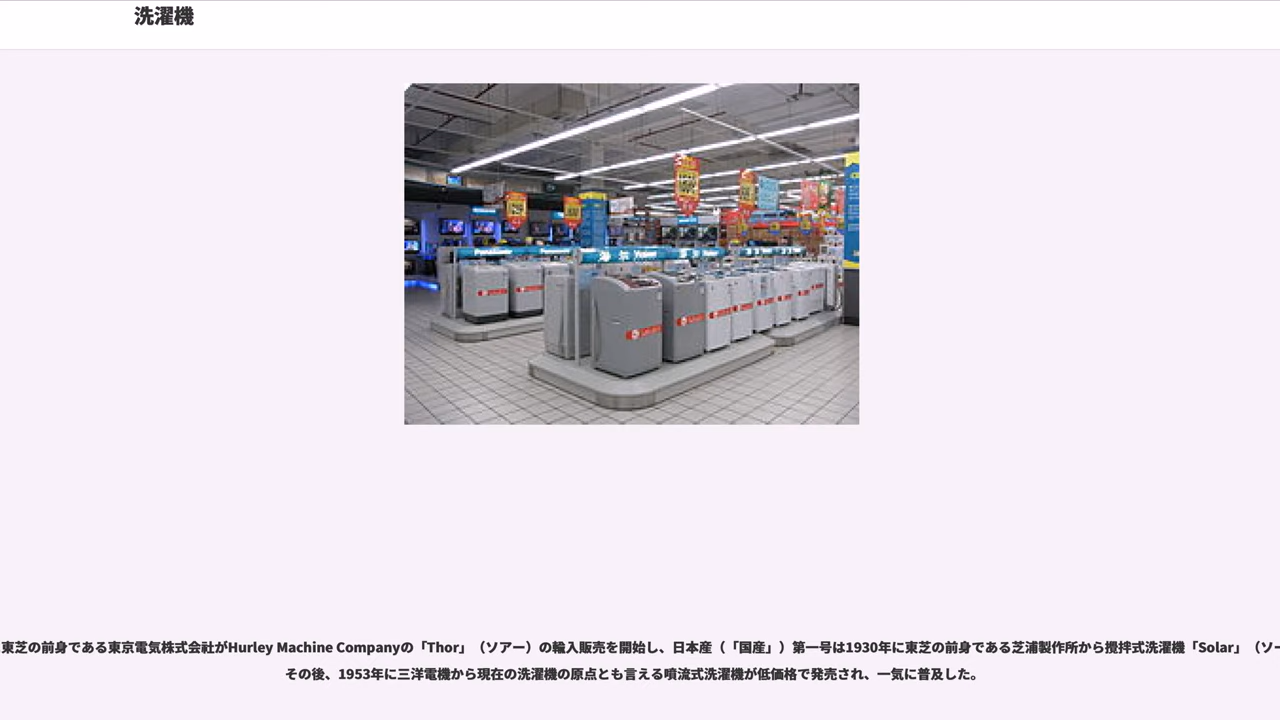 洗濯機
Panasonic
東芝の前身である東京電気株式会社がHurley Machine Companyの「Thor」（ソアー）の輸入販売を開始し、日本産（「国産」）第一号は1930年に東芝の前身である芝浦製作所から攪拌式洗濯機「Solar」（ソー
その後、1953年に三洋電機から現在の洗濯機の原点とも言える噴流式洗濯機が低価格で発売され、一気に普及した。